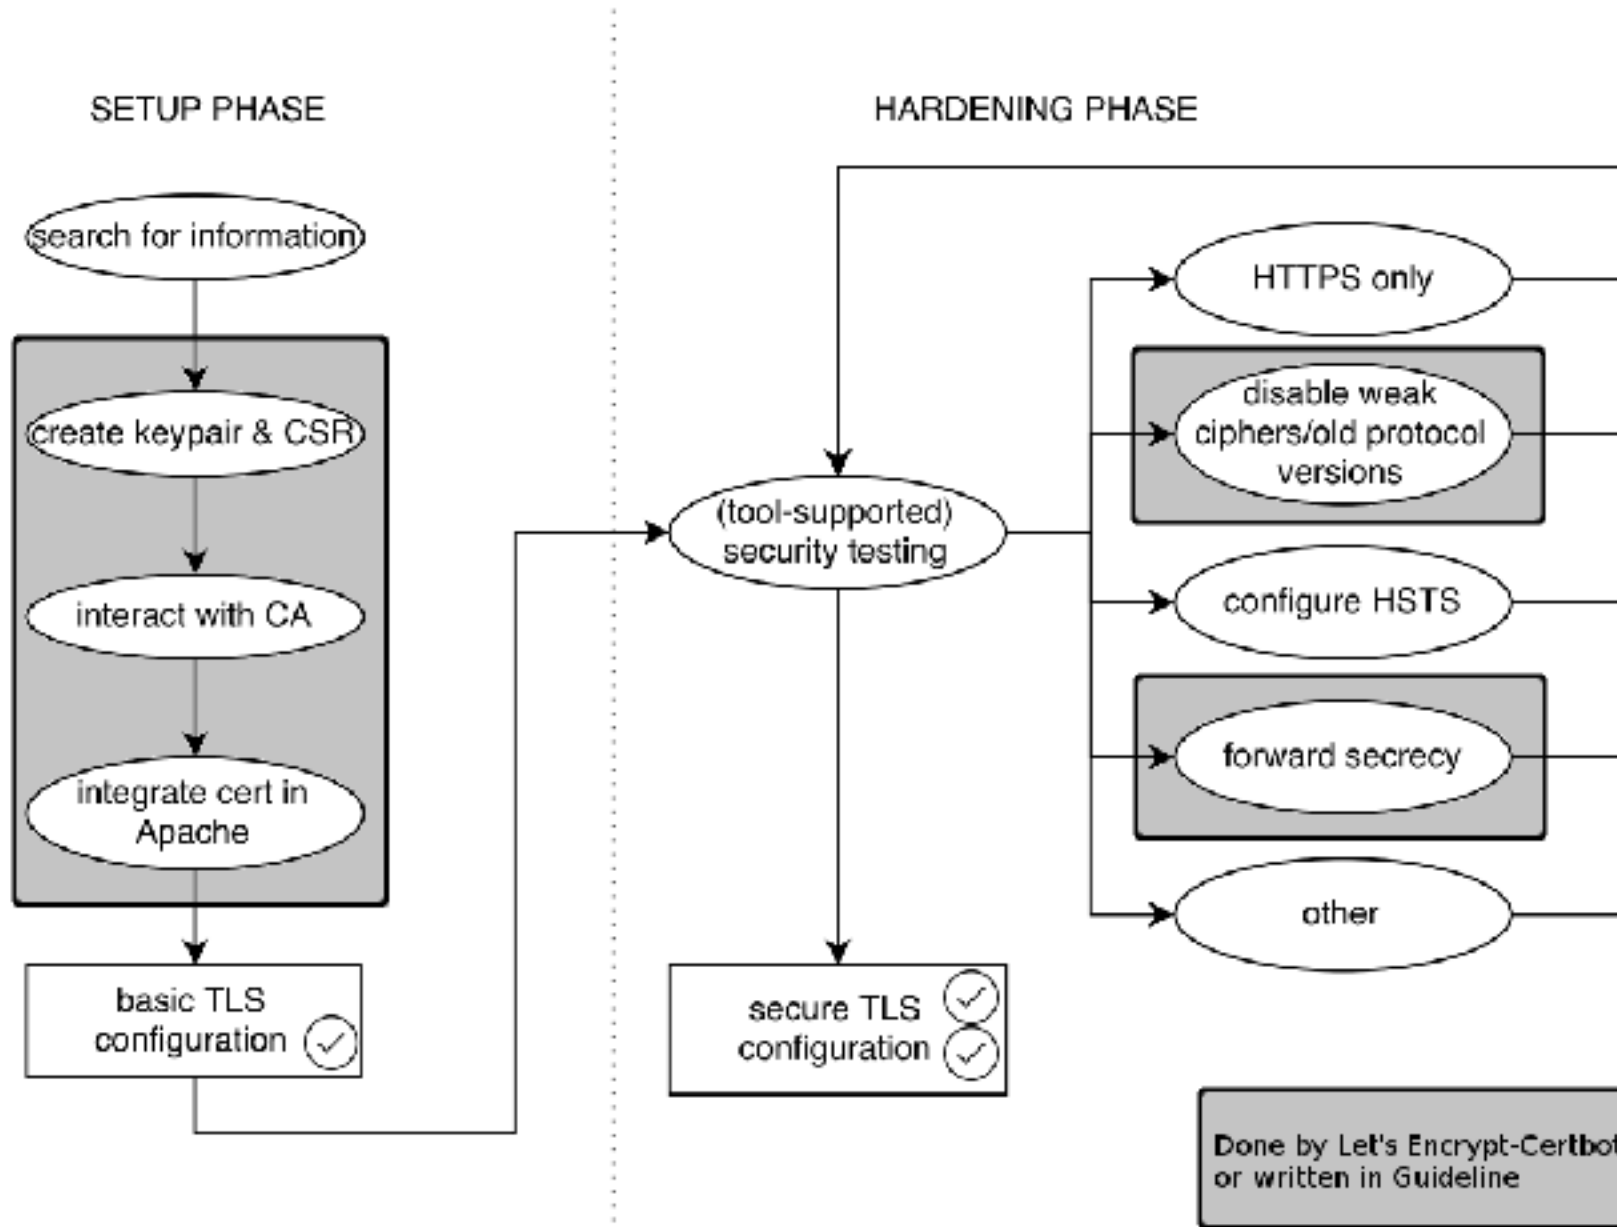 SETUP PHASE
search for information
create keypair & CSR
interact with CA
integrate cert in
Apache
basic TLS
configuration
HARDENING PHASE
(tool-supported)
security testing
secure TLS
configuration
HTTPS only
disable weak
ciphers/old protocol
versions
configure HSTS
forward secrecy
other
Done by Let's Encrypt-Certbot
or written in Guideline